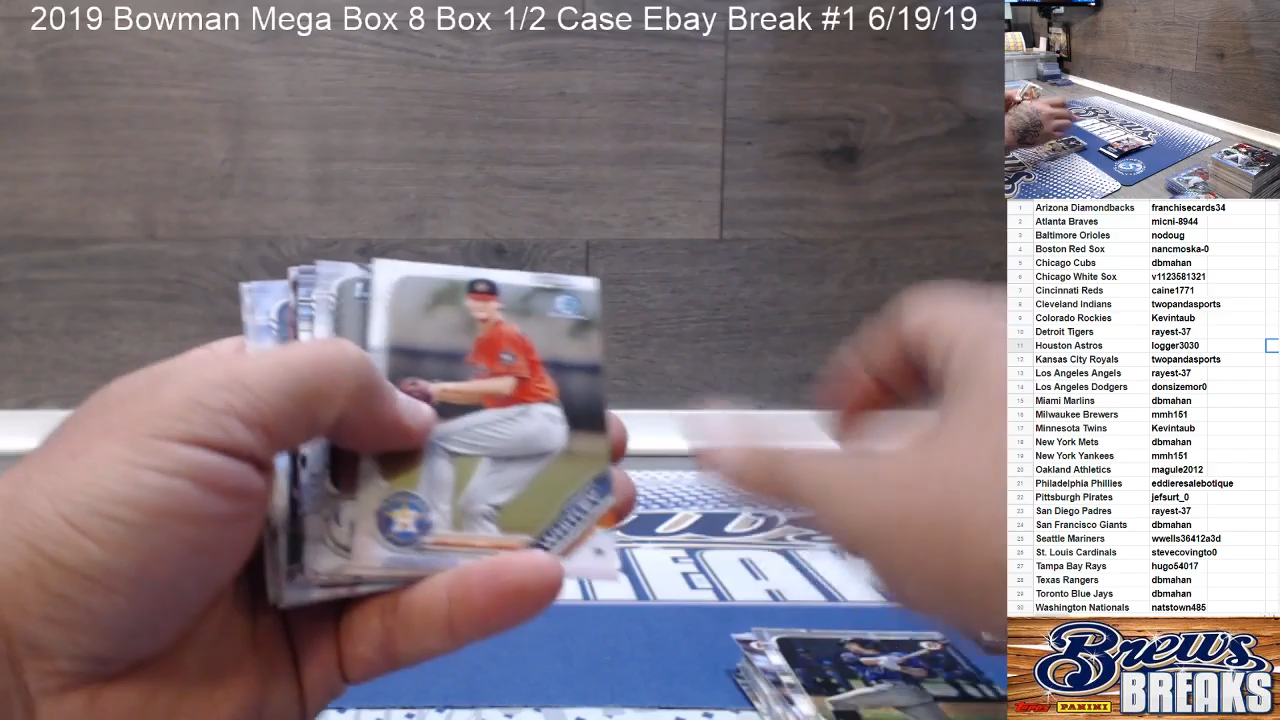 2019 Bowman Mega Box 8 Box 1/2 Case Ebay Break #1 6/19/19
1 Arizona Diamondbacks franchisecards34
2 Atlanta Braves micni-8944
3 Baltimore Orioles nodoug
4 Boston Red Sox nancmoska-0
5 Chicago Cubs dbmahan
6 Chicago White Sox v1123581321
7 Cincinnati Reds caine1771
8 Cleveland Indians twopandasports
9 Colorado Rockies Kevintaub
10 Detroit Tigers rayest-37
11 Houston Astros logger3030
12 Kansas City Royals twopandasports
13 Los Angeles Angels rayest-37
14 Los Angeles Dodgers donsizemor0
15 Miami Marlins dbmahan
16 Milwaukee Brewers mmh151
17 Minnesota Twins Kevintaub
18 New York Mets dbmahan
19 New York Yankees mmh151
20 Oakland Athletics magule2012
21 Philadelphia Phillies eddieresalebotique
22 Pittsburgh Pirates jefsurt_0
23 San Diego Padres rayest-37
24 San Francisco Giants dbmahan
25 Seattle Mariners wwells36412a3d
26 St. Louis Cardinals stevecovingto0
27 Tampa Bay Rays hugo54017
28 Texas Rangers dbmahan
29 Toronto Blue Jays dbmahan
30 Washington Nationals natstown485
Brews
BREAKS
Topps PANINI